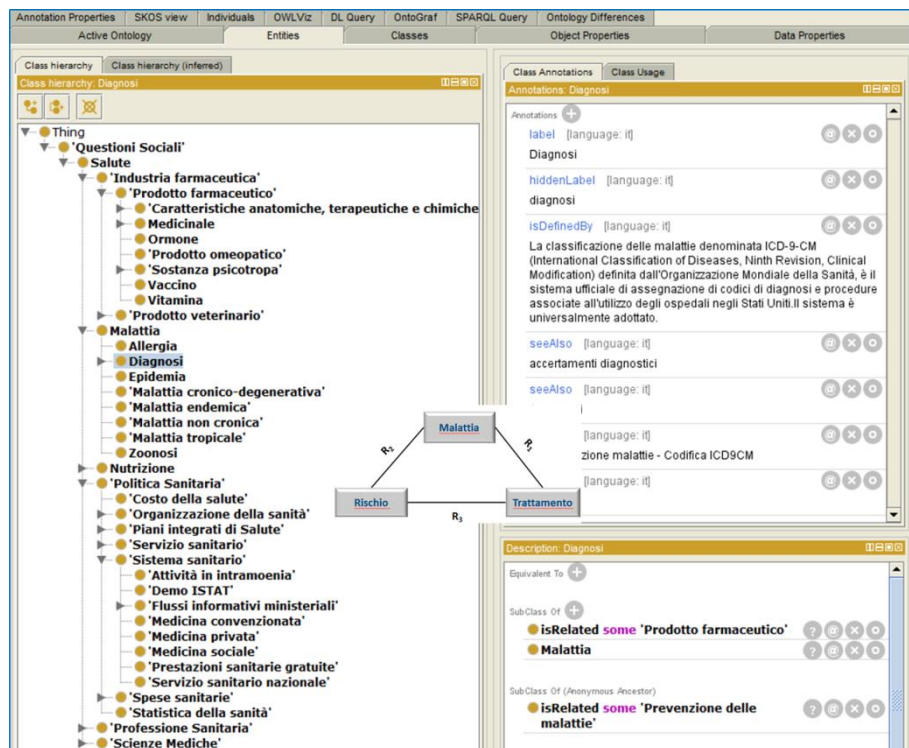 Annotation Properties SKOS view Individuals OWLViz DL Query OntoGraf SPARQL Query Ontology Differences
Active Ontology Entities Classes Object Properties Data Properties
Class hierarchy Class hierarchy (inferred)
Class hierarchy: Diagnosi
Thing
'Questioni Sociali'
Salute
'Industria farmaceutica'
'Prodotto farmaceutico'
'Caratteristiche anatomiche, terapeutiche e chimiche
Medicinale
Ormone
'Prodotto omeopatico'
'Sostanza psicotropa'
Vaccino
Vitamina
'Prodotto veterinario'
Malattia
Allergia
Diagnosi
Epidemia
'Malattia cronico-degenerativa'
'Malattia endemica'
'Malattia non cronica'
'Malattia tropicale'
Zoonosi
Nutrizione
'Politica Sanitaria'
'Costo della salute'
'Organizzazione della sanità'
'Piani integrati di Salute'
'Servizio sanitario'
'Sistema sanitario'
'Attività in intramoenia'
'Demo ISTAT'
'Flussi informativi ministeriali'
'Medicina convenzionata'
'Medicina privata'
'Medicina sociale'
'Prestazioni sanitarie gratuite'
'Servizio sanitario nazionale'
'Spese sanitarie'
'Statistica della sanità'
'Professione Sanitaria'
'Scienze Mediche'
Class Annotations Class Usage
Annotations: Diagnosi
Annotations
label [language: it]
Diagnosi
hiddenLabel [language: it]
diagnosi
isDefinedBy [language: it]
La classificazione delle malattie denominata ICD-9-CM
(International Classification of Diseases, Ninth Revision, Clinical
Modification) definita dall'Organizzazione Mondiale della Sanità, è il
sistema ufficiale di assegnazione di codici di diagnosi e procedure
associate all'utilizzo degli ospedali negli Stati Uniti.Il sistema è
universalmente adottato.
seeAlso [language: it]
accertamenti diagnostici
seeAlso [language: it]
[language: it]
zione malattie - Codifica ICD9CM
[language: it]
Malattia
R2
R1
Rischio
Trattamento
R3
Description: Diagnosi
Equivalent To
SubClass Of
isRelated some 'Prodotto farmaceutico'
Malattia
SubClass Of (Anonymous Ancestor)
isRelated some 'Prevenzione delle
malattie'